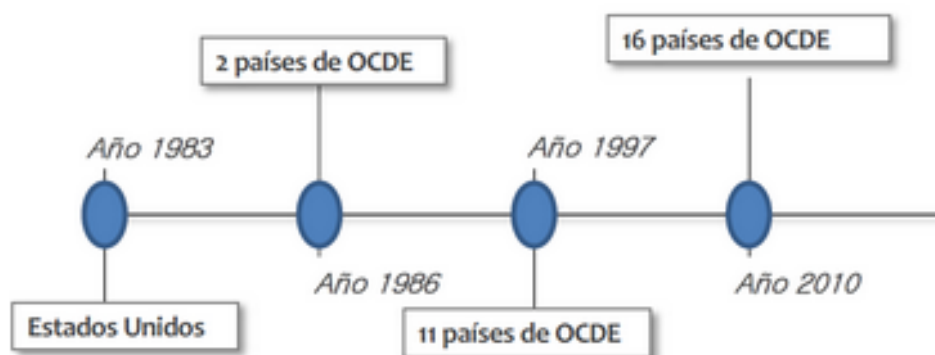 16 países de OCDE
2 países de OCDE
Año 1983
Año 1997
Año 1986
Año 2010
Estados Unidos
11 países de OCDE